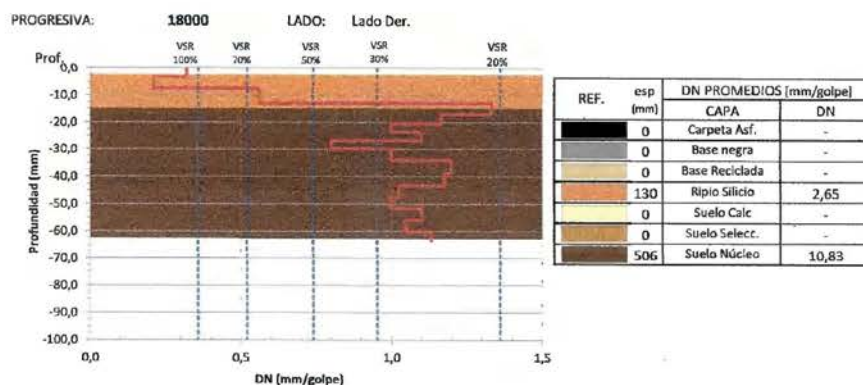 PROGRESIVA: 18000 LADO: Lado Der.
VSR 100% VSR 70% VSR 50% VSR 30% VSR 20%
Prof.
0,0
-10,0
-20,0
-30,0
-40,0
-50,0
-60,0
-70,0
-80,0
-90,0
-100,0
Profundidad (mm)
0,0 0,5 1,0 1,5
DN (mm/golpe)
REF. esp (mm) DN PROMEDIOS [mm/golpe]
CAPA DN
0 Carpeta Asf. -
0 Base negra -
0 Base Reciclada -
130 Ripio Silicio 2,65
0 Suelo Calc -
0 Suelo Selecc. -
506 Suelo Núcleo 10,83